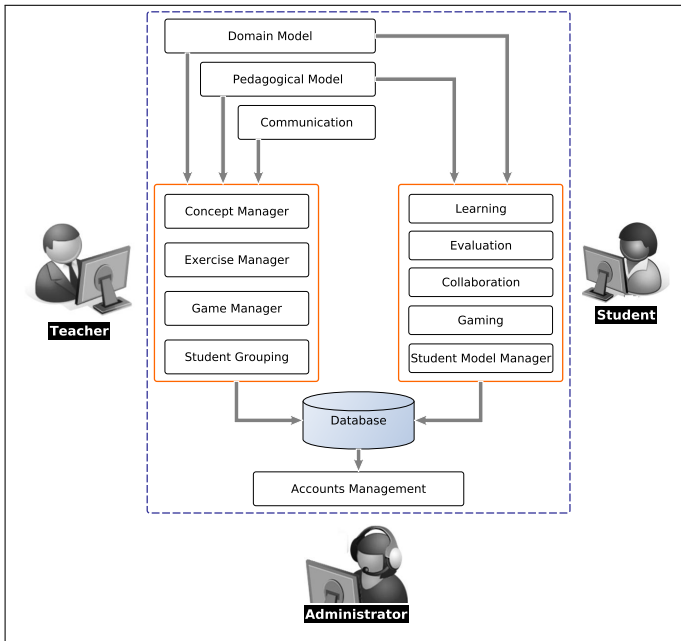 Domain Model
Pedagogical Model
Communication
Concept Manager
Exercise Manager
Game Manager
Student Grouping
Learning
Evaluation
Collaboration
Gaming
Student Model Manager
Teacher
Student
Database
Accounts Management
Administrator